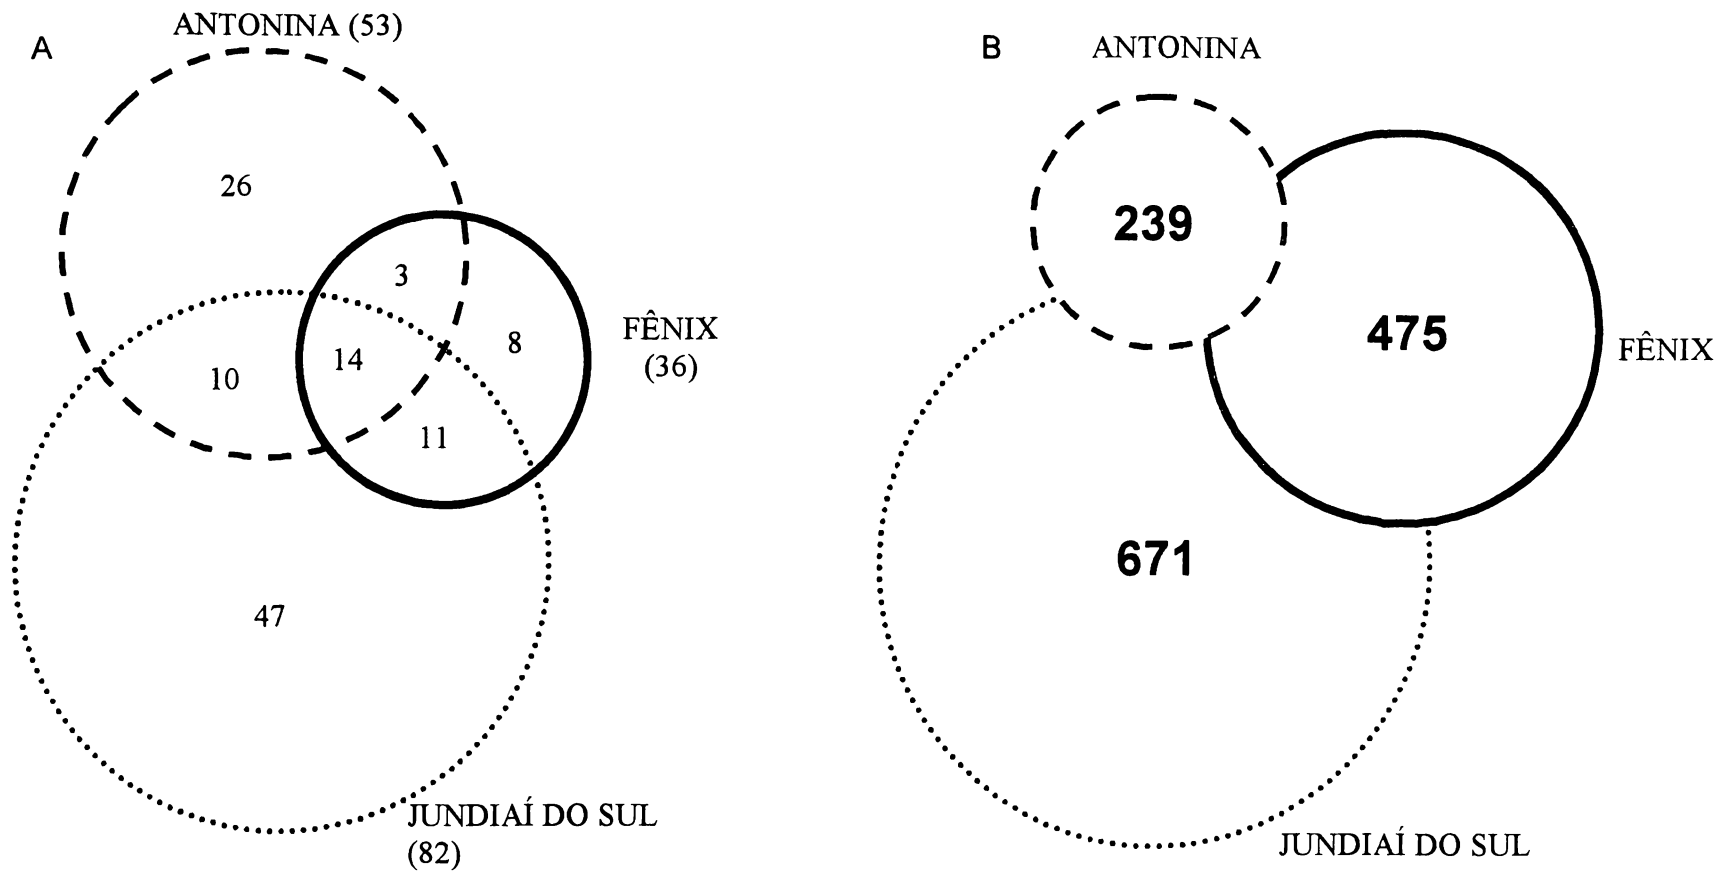 A
ANTONINA (53)
26
3
8
FÊNIX
(36)
14
10
11
47
JUNDIAÍ DO SUL
(82)
B
ANTONINA
239
475
FÊNIX
671
JUNDIAÍ DO SUL